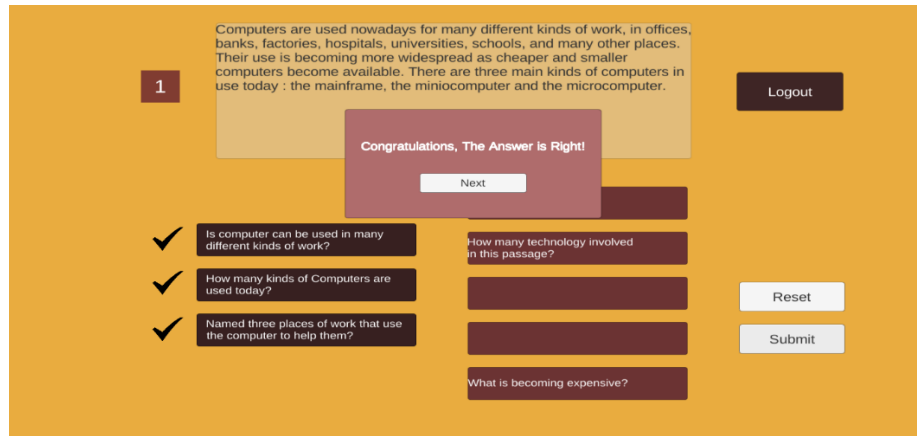 Computers are used nowadays for many different kinds of work, in offices,
banks, factories, hospitals, universities, schools, and many other places.
Their use is becoming more widespread as cheaper and smaller
computers become available. There are three main kinds of computers in
use today : the mainframe, the miniocomputer and the microcomputer.
1
Logout
Congratulations, The Answer is Right!
Next
Is computer can be used in many
different kinds of work?
How many technology involved
in this passage?
How many kinds of Computers are
used today?
Reset
Named three places of work that use
the computer to help them?
Submit
What is becoming expensive?